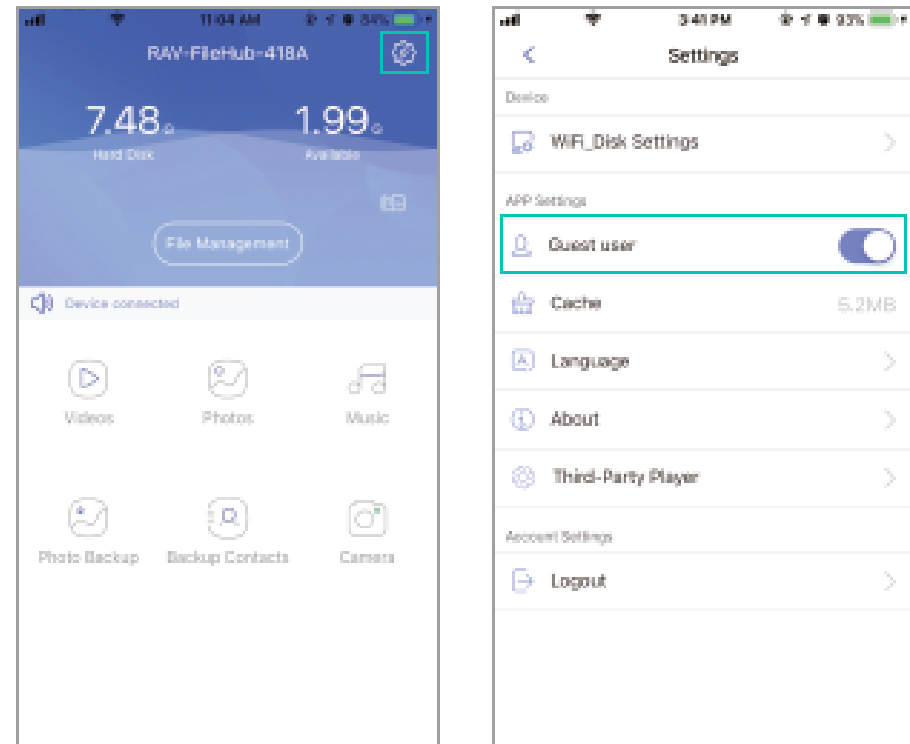 11:04 AM 84%
RAV-FileHub-418A
7.48 G 1.99 G
Hard Disk Available
File Management
Device connected
Videos Photos Music
Photo Backup Backup Contacts Camera
3:41 PM 93%
Settings
Device
WiFi_Disk Settings
APP Settings
Guest user
Cache 5.2MB
Language
About
Third-Party Player
Account Settings
Logout